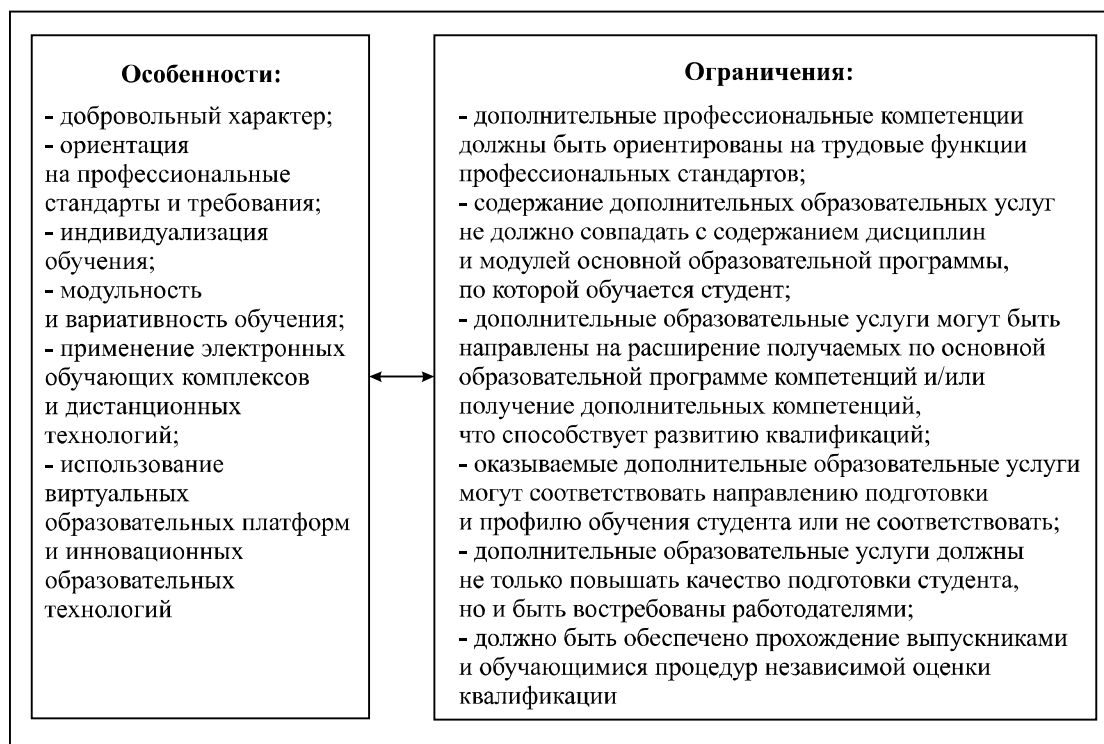 Особенности:
- добровольный характер;
- ориентация
на профессиональные
стандарты и требования;
- индивидуализация
обучения;
- модульность
и вариативность обучения;
- применение электронных
обучающих комплексов
и дистанционных
технологий;
- использование
виртуальных
образовательных платформ
и инновационных
образовательных
технологий
Ограничения:
- дополнительные профессиональные компетенции
должны быть ориентированы на трудовые функции
профессиональных стандартов;
- содержание дополнительных образовательных услуг
не должно совпадать с содержанием дисциплин
и модулей основной образовательной программы,
по которой обучается студент;
- дополнительные образовательные услуги могут быть
направлены на расширение получаемых по основной
образовательной программе компетенций и/или
получение дополнительных компетенций,
что способствует развитию квалификаций;
- оказываемые дополнительные образовательные услуги
могут соответствовать направлению подготовки
и профилю обучения студента или не соответствовать;
- дополнительные образовательные услуги должны
не только повышать качество подготовки студента,
но и быть востребованы работодателями;
- должно быть обеспечено прохождение выпускниками
и обучающимися процедур независимой оценки
квалификации